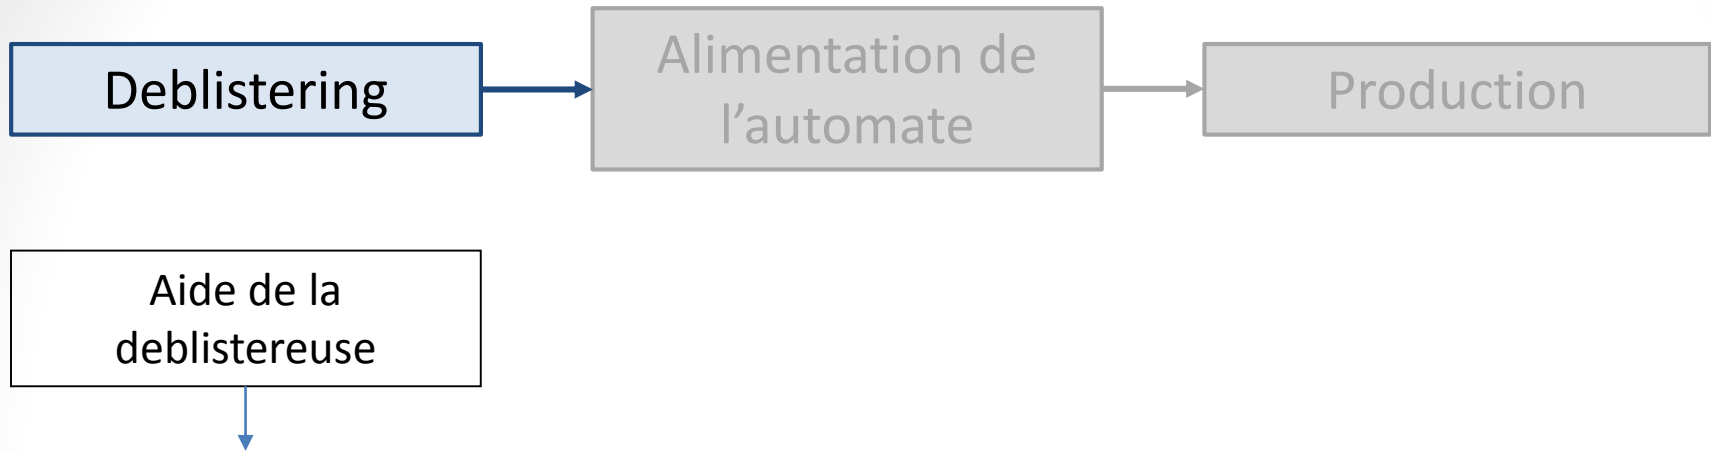 Deblistering
Alimentation de
l’automate
Production
Aide de la
deblistereuse